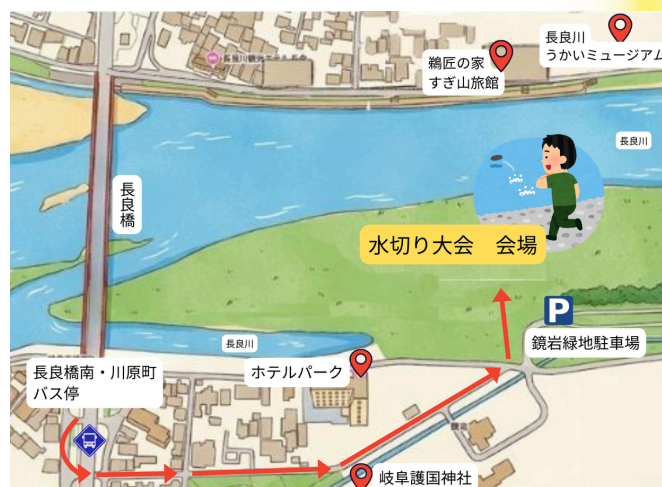 長良川
うかいミュージアム
鵜匠の家
すぎ山旅館
長良川
長良橋
水切り大会　会場
P
鏡岩緑地駐車場
長良川
ホテルパーク
長良橋南・川原町
バス停
鏡岩
岐阜護国神社